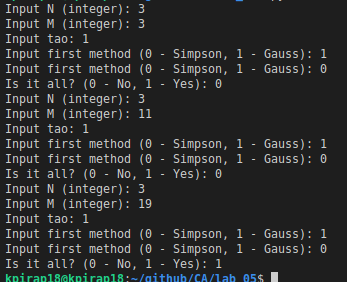 Input N (integer): 3
Input M (integer): 3
Input tao: 1
Input first method (0 - Simpson, 1 - Gauss): 1
Input first method (0 - Simpson, 1 - Gauss): 0
Is it all? (0 - No, 1 - Yes): 0
Input N (integer): 3
Input M (integer): 11
Input tao: 1
Input first method (0 - Simpson, 1 - Gauss): 1
Input first method (0 - Simpson, 1 - Gauss): 0
Is it all? (0 - No, 1 - Yes): 0
Input N (integer): 3
Input M (integer): 19
Input tao: 1
Input first method (0 - Simpson, 1 - Gauss): 1
Input first method (0 - Simpson, 1 - Gauss): 0
Is it all? (0 - No, 1 - Yes): 1
kpirap18@kpirap18:~/github/CA/lab_05$